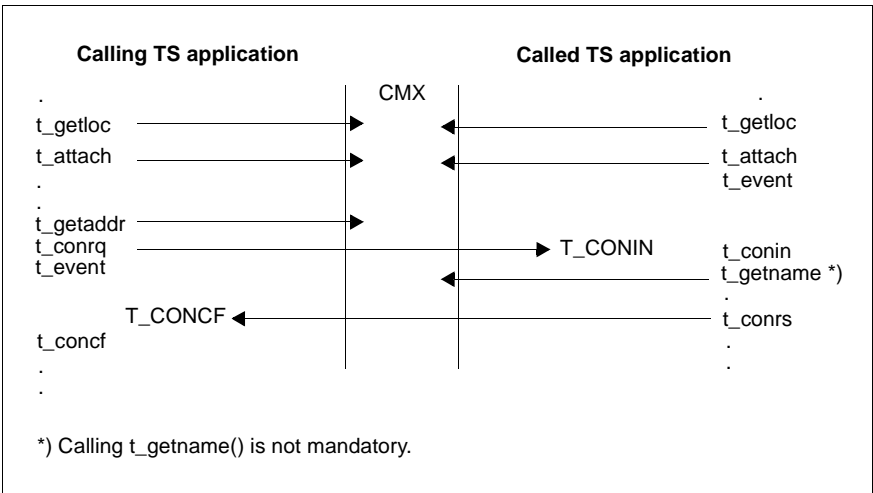 Calling TS application Called TS application
. CMX .
t_getloc t_getloc
t_attach t_attach
. t_event
.
t_getaddr
t_conrq T_CONIN t_conin
t_event t_getname *)
.
T_CONCF t_conrs
t_concf .
. .
.
*) Calling t_getname() is not mandatory.